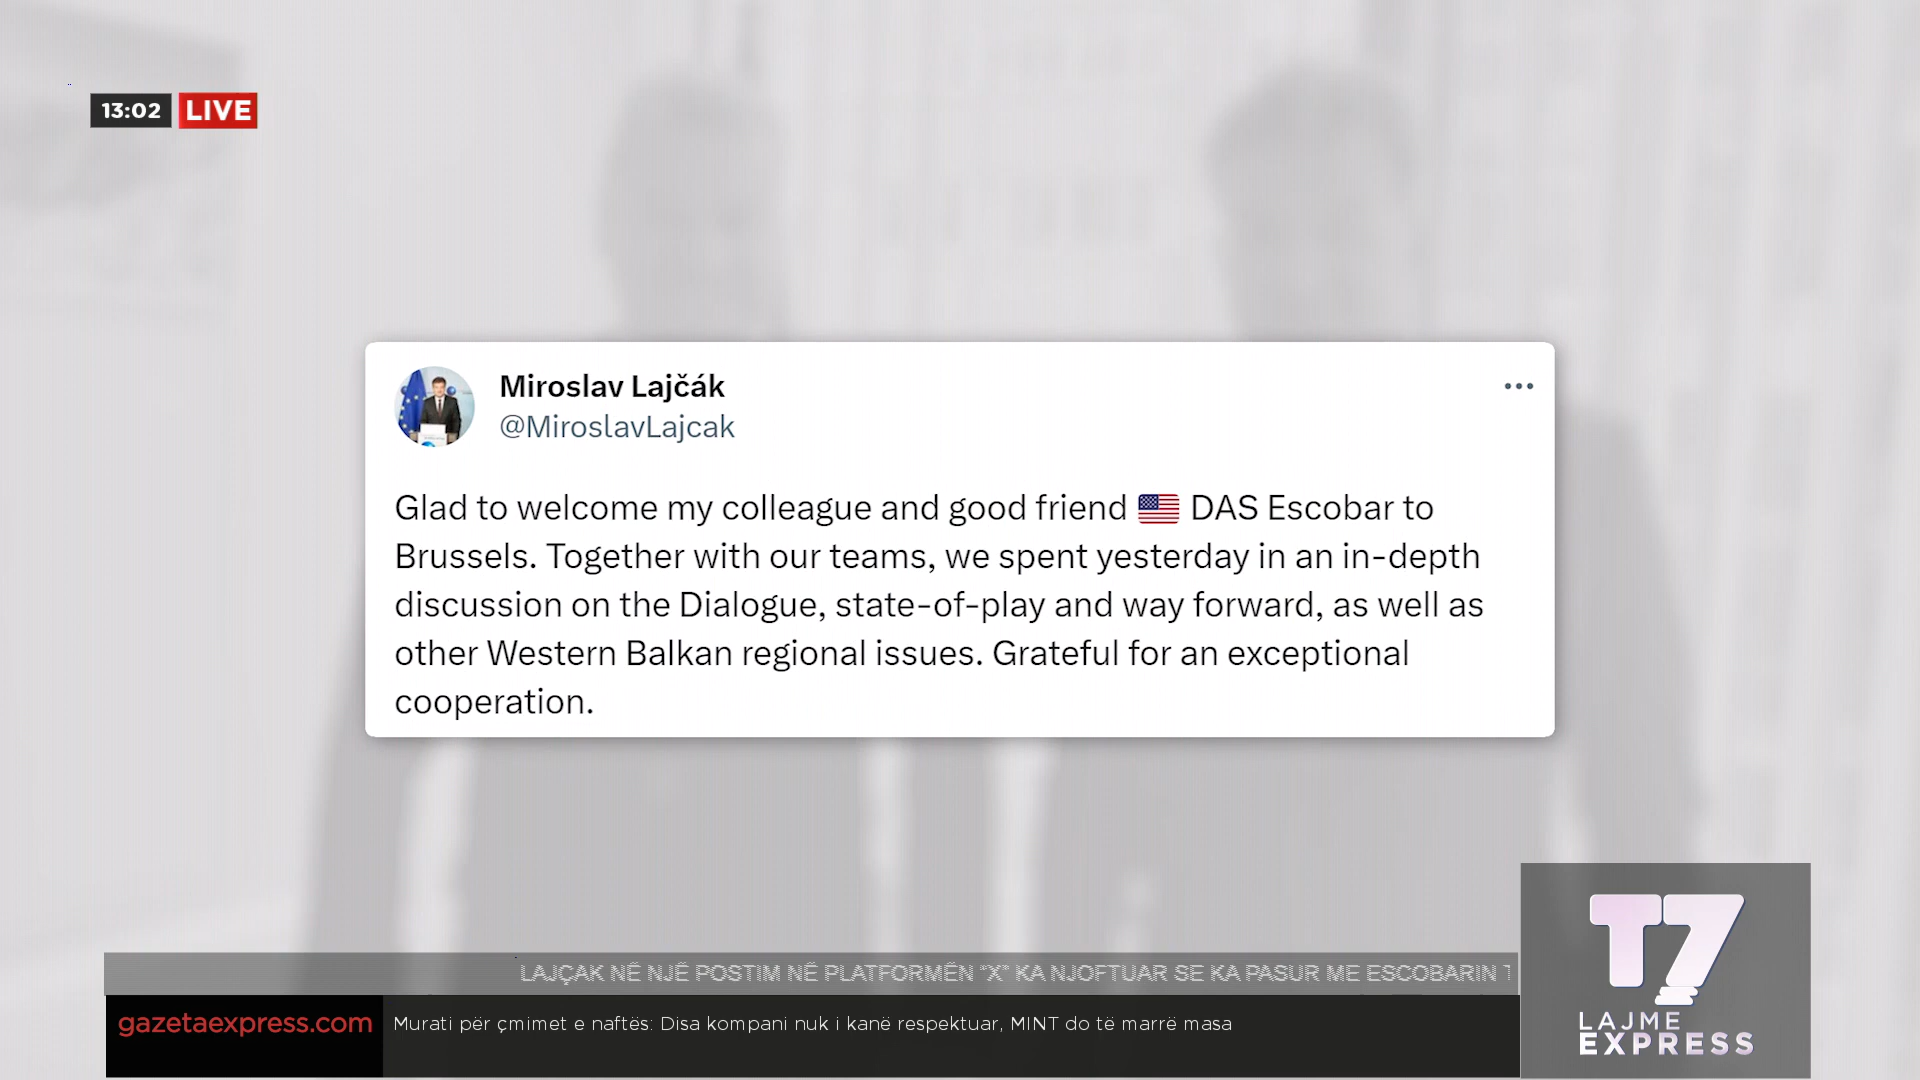 13:02 LIVE
Miroslav Lajčák
@MiroslavLajcak
Glad to welcome my colleague and good friend 🇺🇸 DAS Escobar to
Brussels. Together with our teams, we spent yesterday in an in-depth
discussion on the Dialogue, state-of-play and way forward, as well as
other Western Balkan regional issues. Grateful for an exceptional
cooperation.
LAJÇAK NË NJË POSTIM NË PLATFORMËN “X” KA NJOFTUAR SE KA PASUR ME ESCOBARIN
gazetaexpress.com
Murati për çmimet e naftës: Disa kompani nuk i kanë respektuar, MINT do të marrë masa
T7
LAJME
EXPRESS